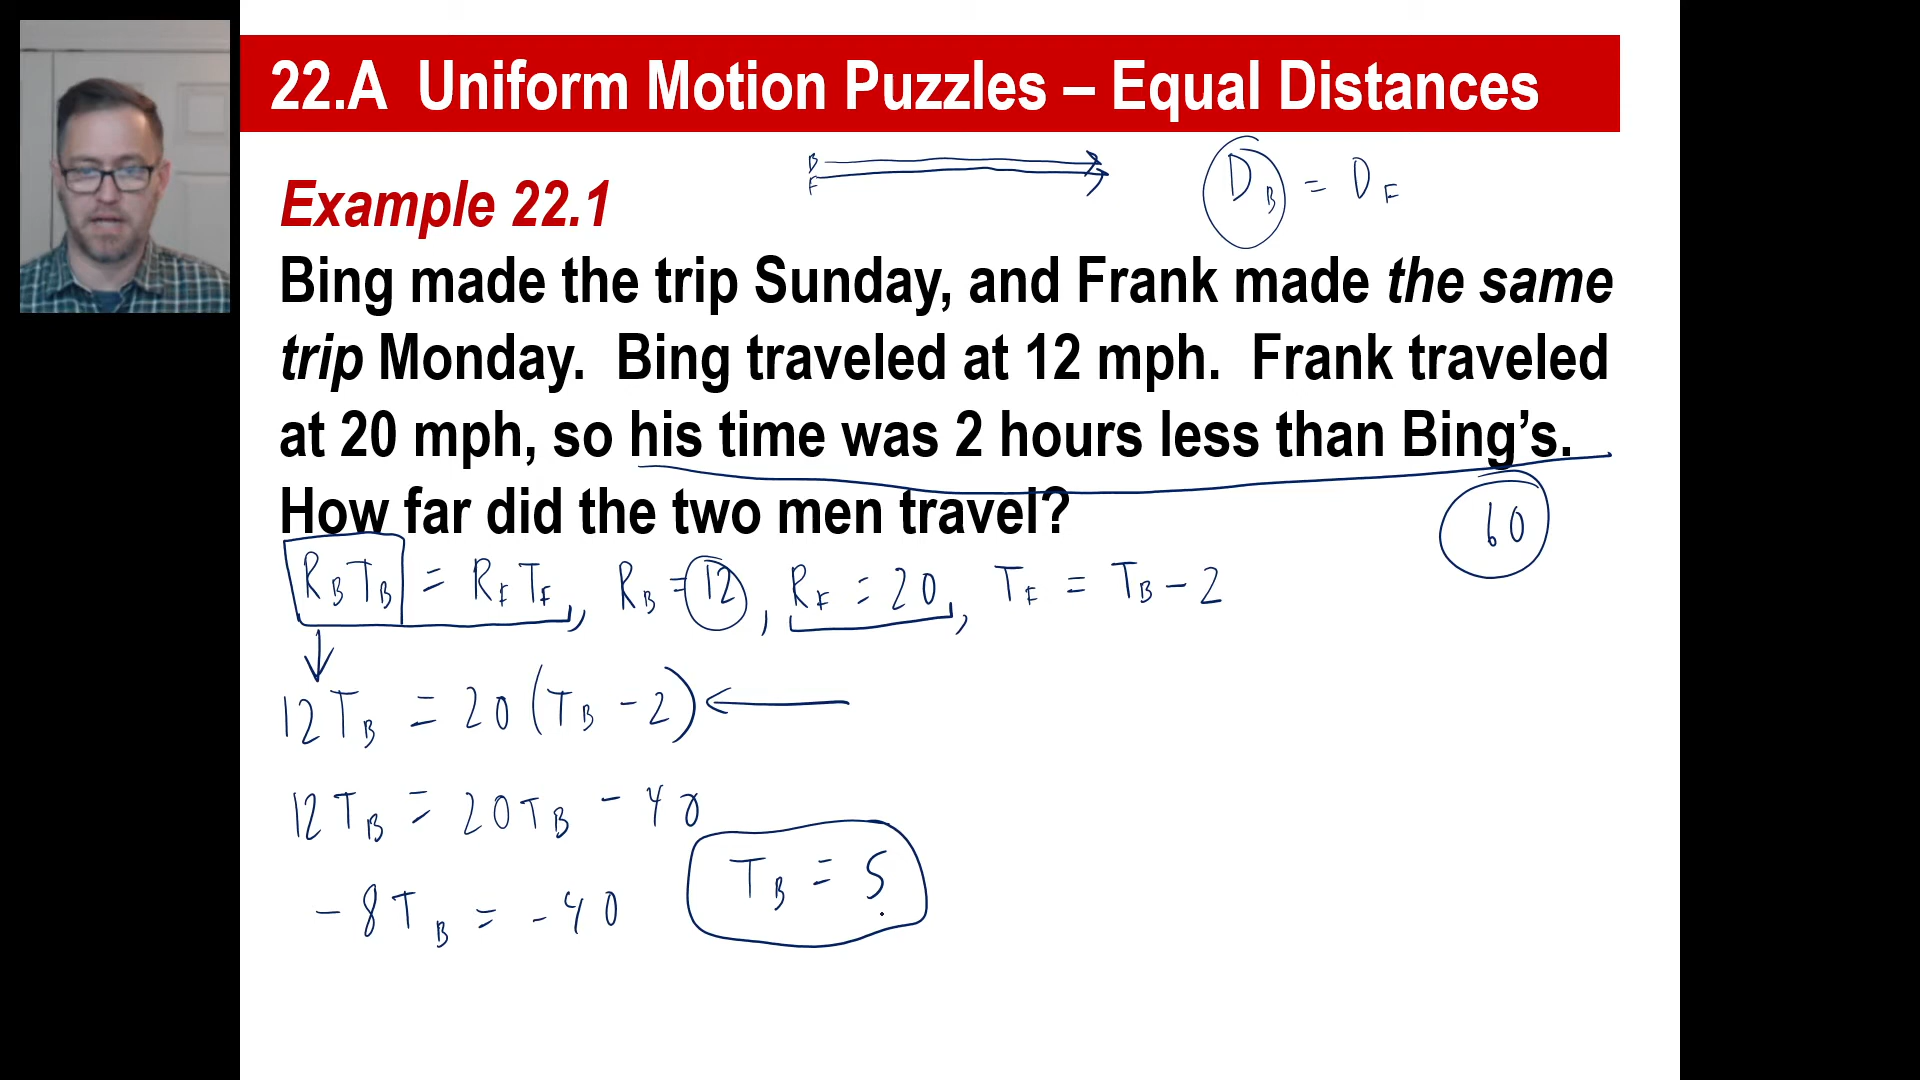 22.A Uniform Motion Puzzles – Equal Distances
B
F
D_B = D_F
Example 22.1
Bing made the trip Sunday, and Frank made the same
trip Monday. Bing traveled at 12 mph. Frank traveled
at 20 mph, so his time was 2 hours less than Bing’s.
How far did the two men travel?
60
R_B T_B = R_F T_F, R_B = 12, R_F = 20, T_F = T_B - 2
12 T_B = 20 (T_B - 2)
12 T_B = 20 T_B - 40
T_B = 5
-8 T_B = -40